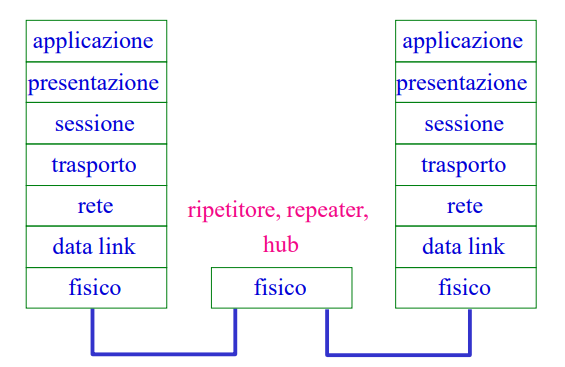 applicazione
presentazione
sessione
trasporto
rete
data link
fisico
ripetitore, repeater,
hub
fisico
applicazione
presentazione
sessione
trasporto
rete
data link
fisico